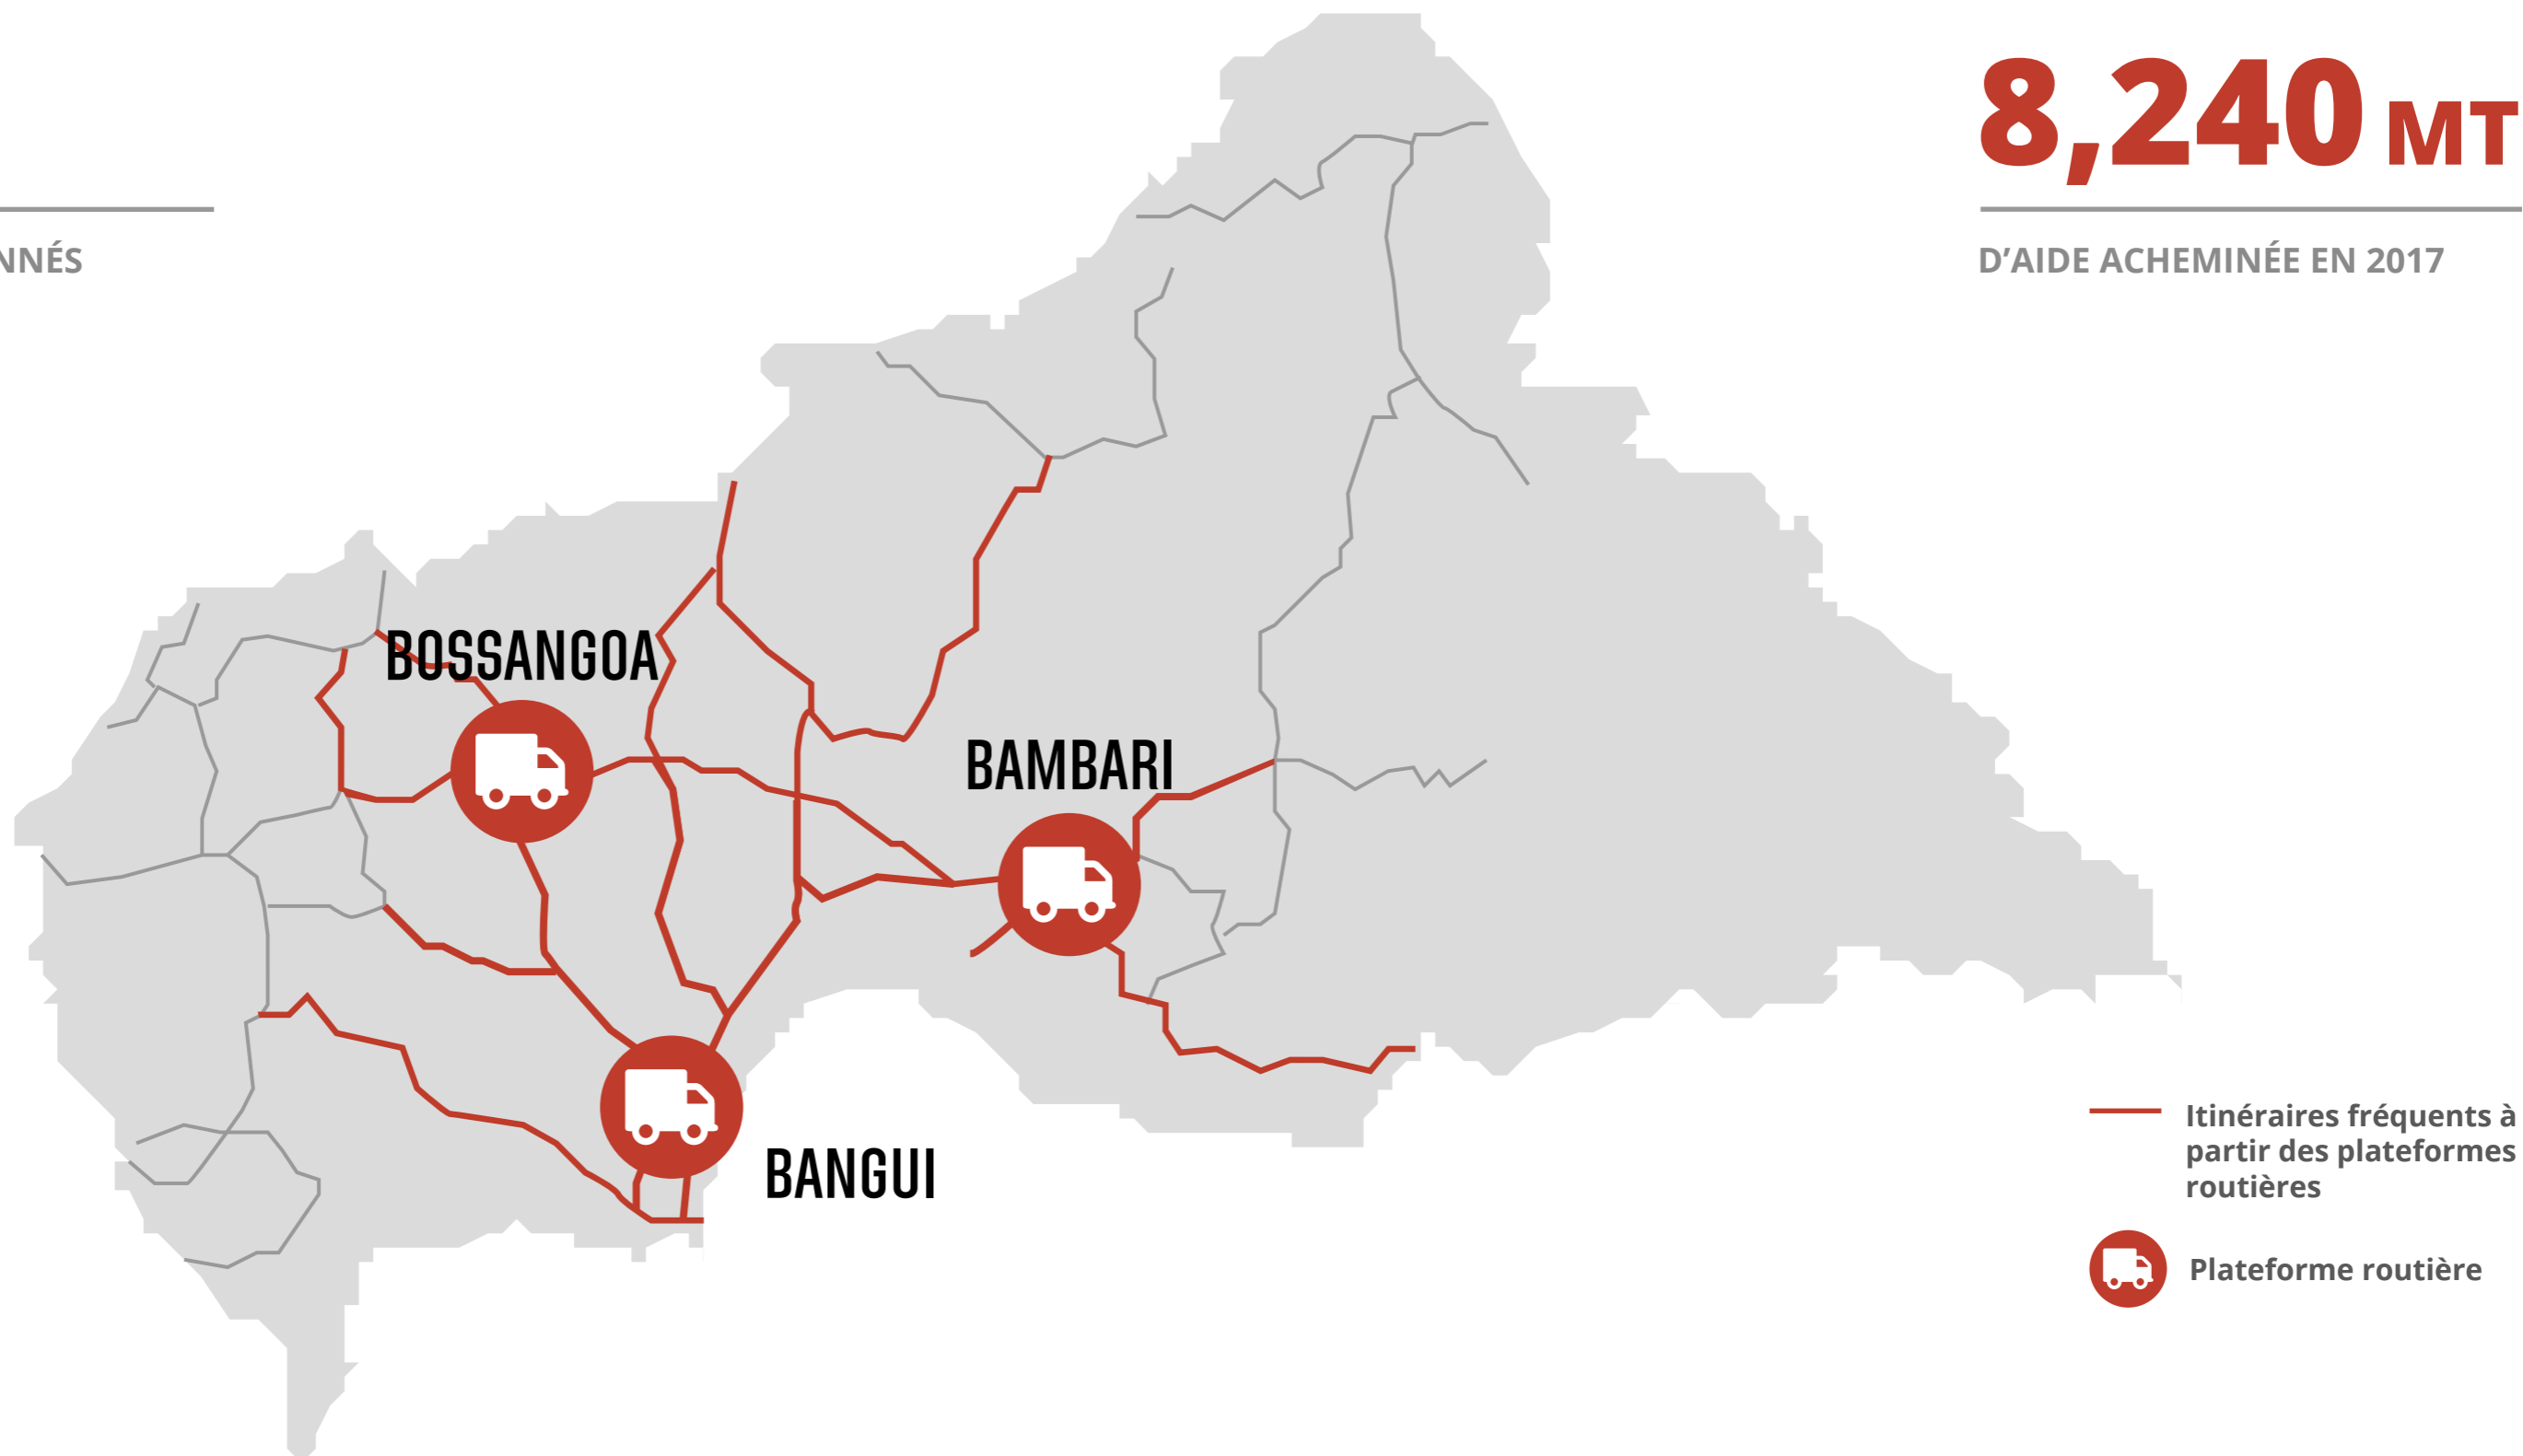 8,240 MT
NNÉS
D’AIDE ACHEMINÉE EN 2017
BOSSANGOA
BAMBARI
BANGUI
Itinéraires fréquents à
partir des plateformes
routières
Plateforme routière